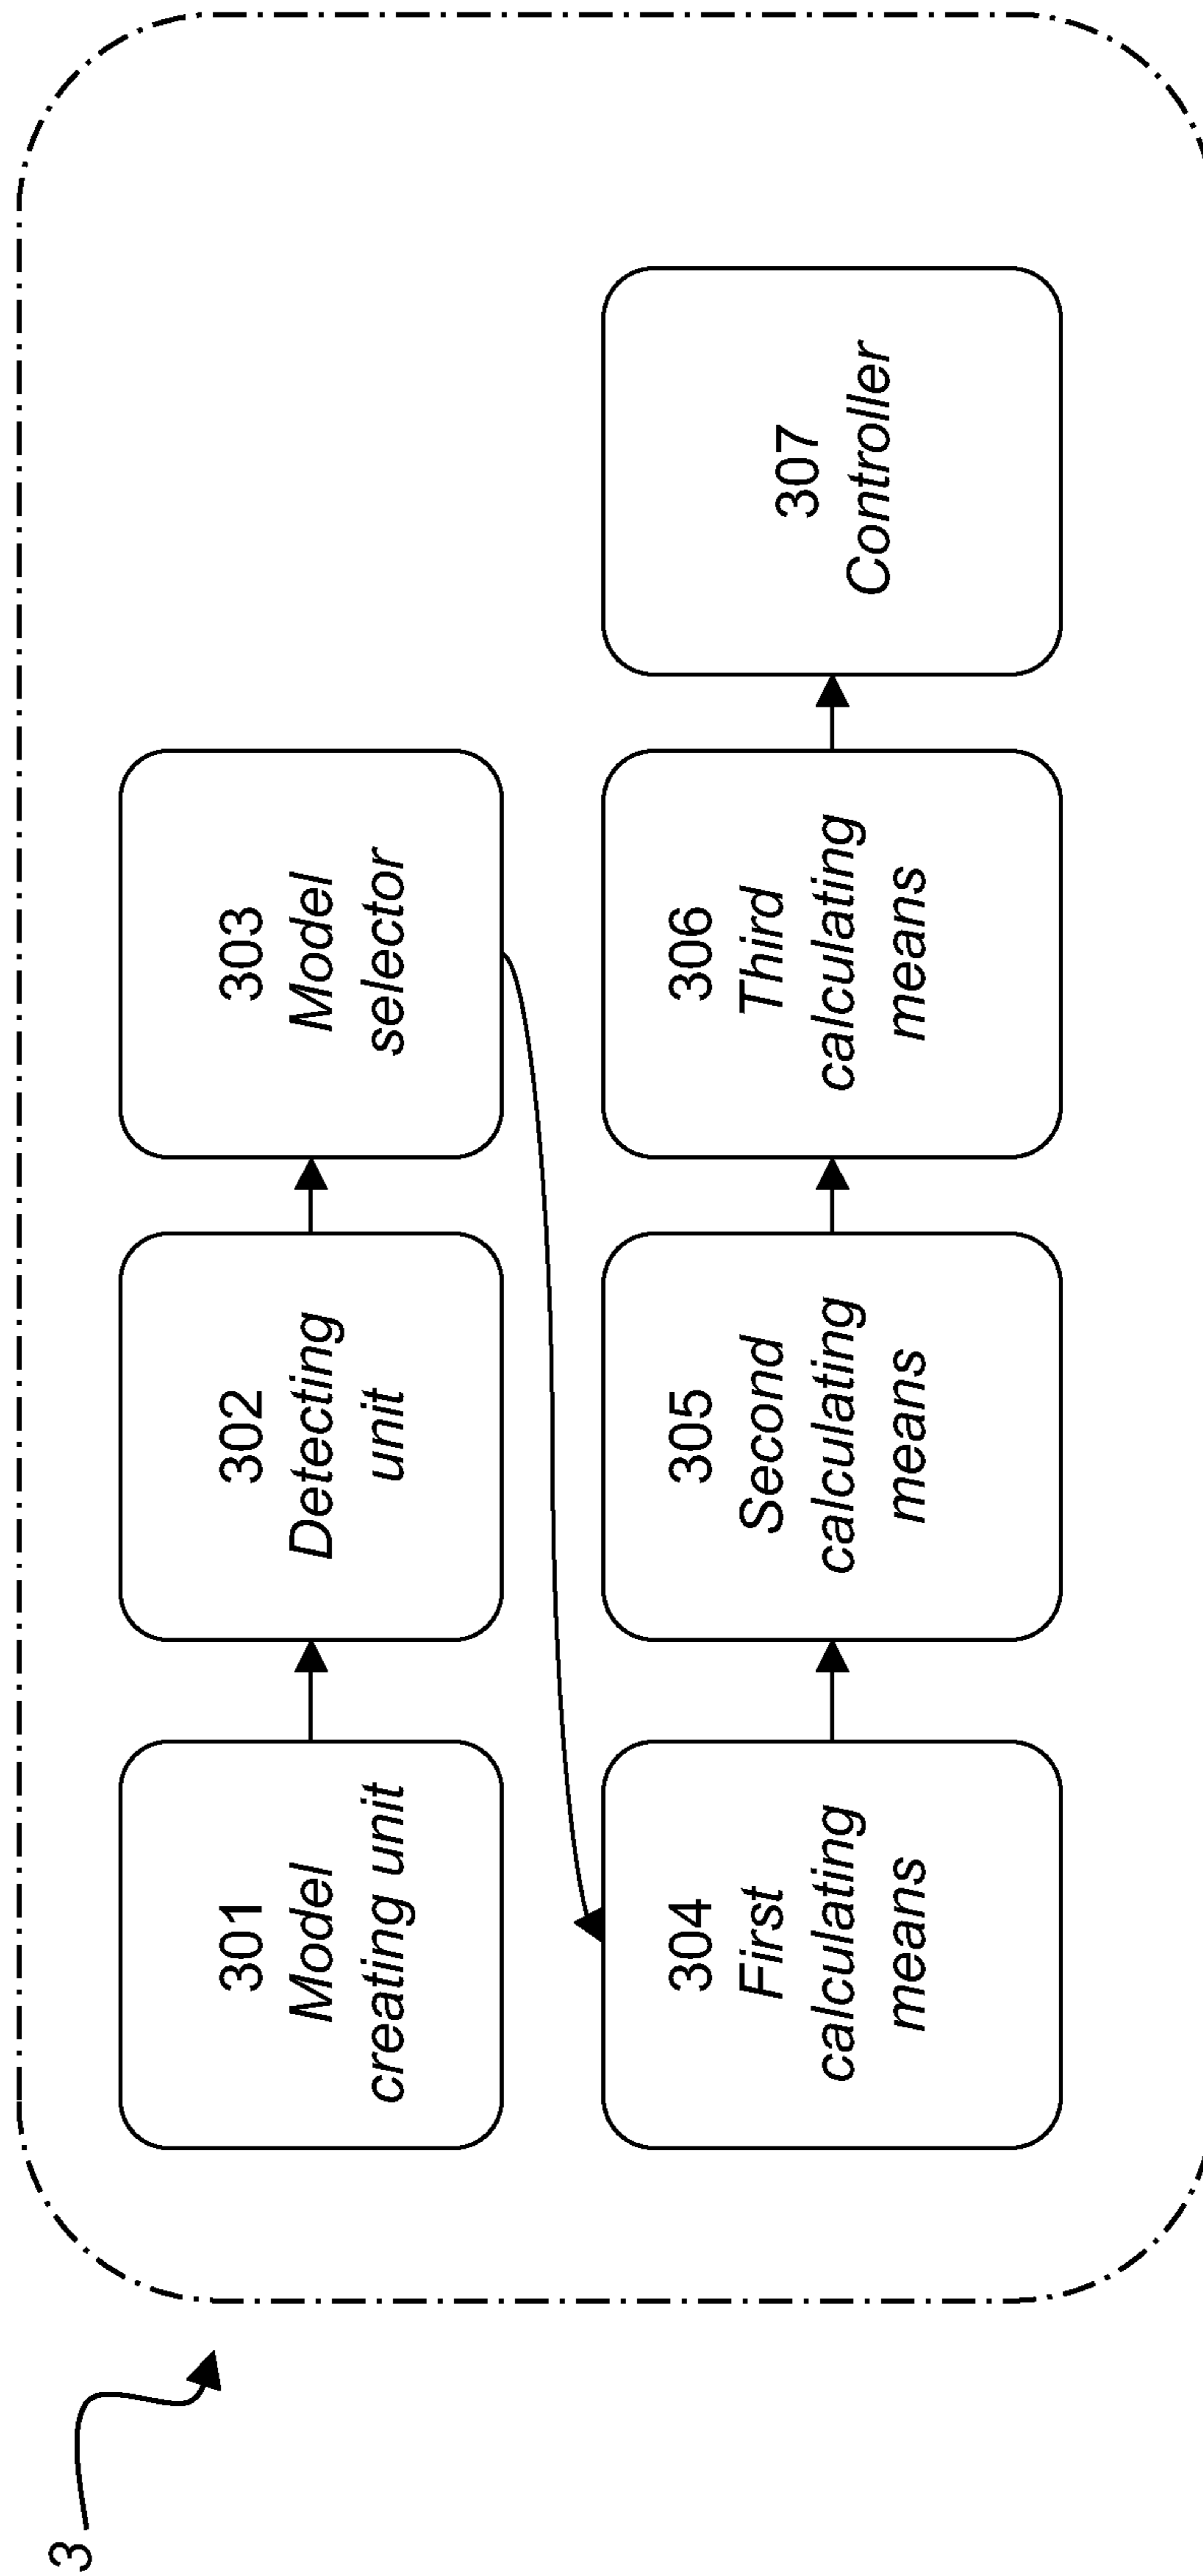 3
301
Model
creating unit
302
Detecting
unit
303
Model
selector
304
First
calculating
means
305
Second
calculating
means
306
Third
calculating
means
307
Controller